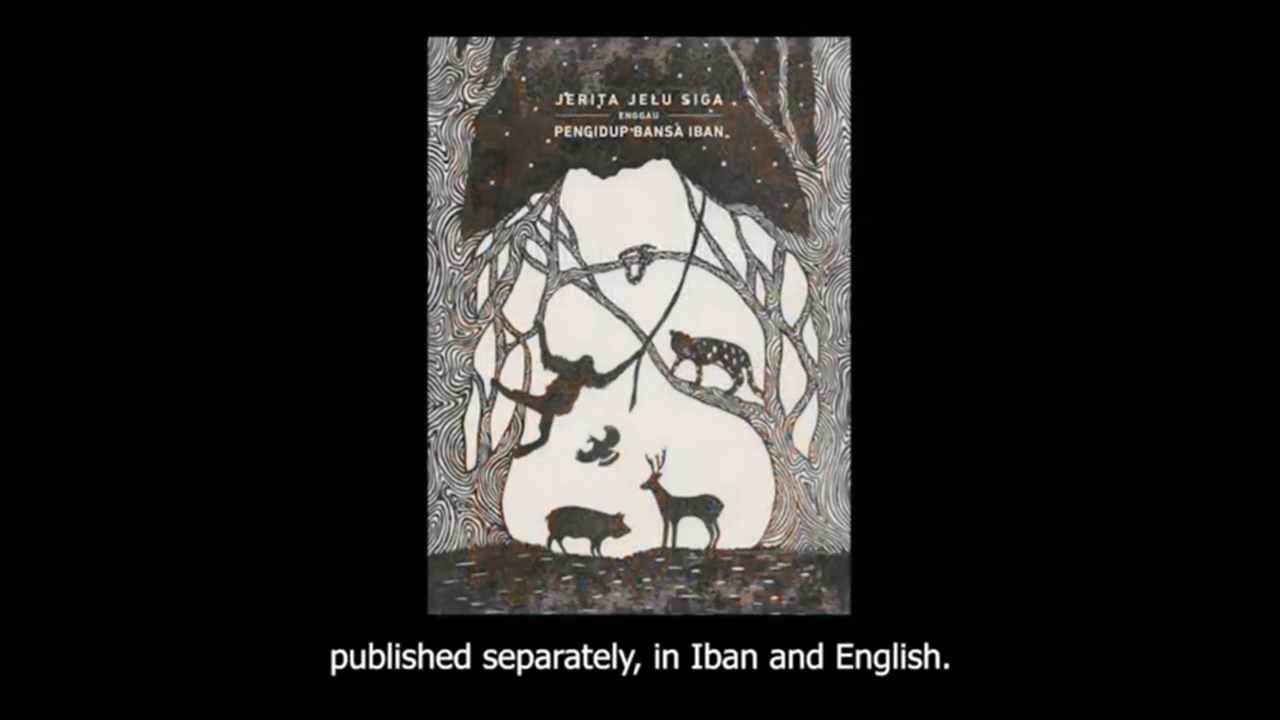 JERITA JELU SIGA
ENGGAU
PENGIDUP BANSA IBAN
published separately, in Iban and English.